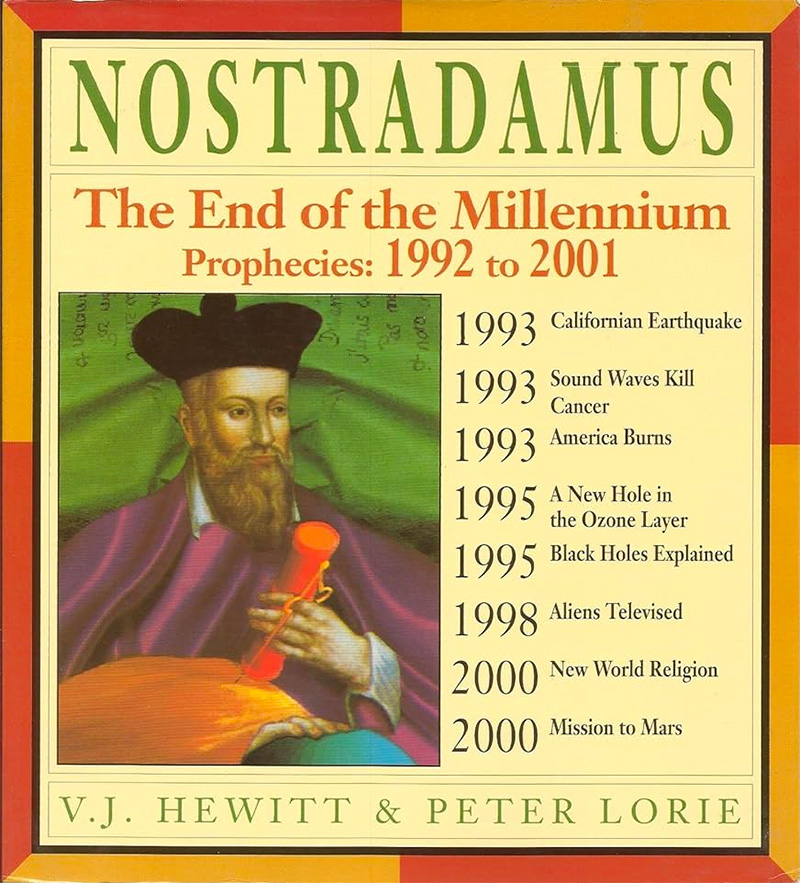 NOSTRADAMUS
The End of the Millennium
Prophecies: 1992 to 2001
1993 Californian Earthquake
1993 Sound Waves Kill
Cancer
1993 America Burns
1995 A New Hole in
the Ozone Layer
1995 Black Holes Explained
1998 Aliens Televised
2000 New World Religion
2000 Mission to Mars
V.J. HEWITT & PETER LORIE